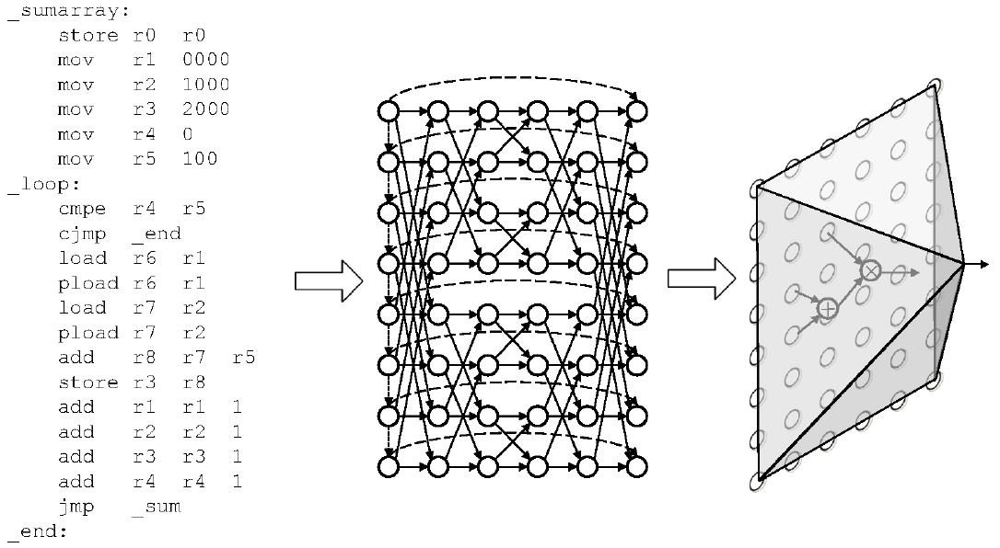 _sumarray:
store r0 r0
mov r1 0000
mov r2 1000
mov r3 2000
mov r4 0
mov r5 100
_loop:
cmpe r4 r5
cjmp _end
load r6 r1
pload r6 r1
load r7 r2
pload r7 r2
add r8 r7 r5
store r3 r8
add r1 r1 1
add r2 r2 1
add r3 r3 1
add r4 r4 1
jmp _sum
_end: